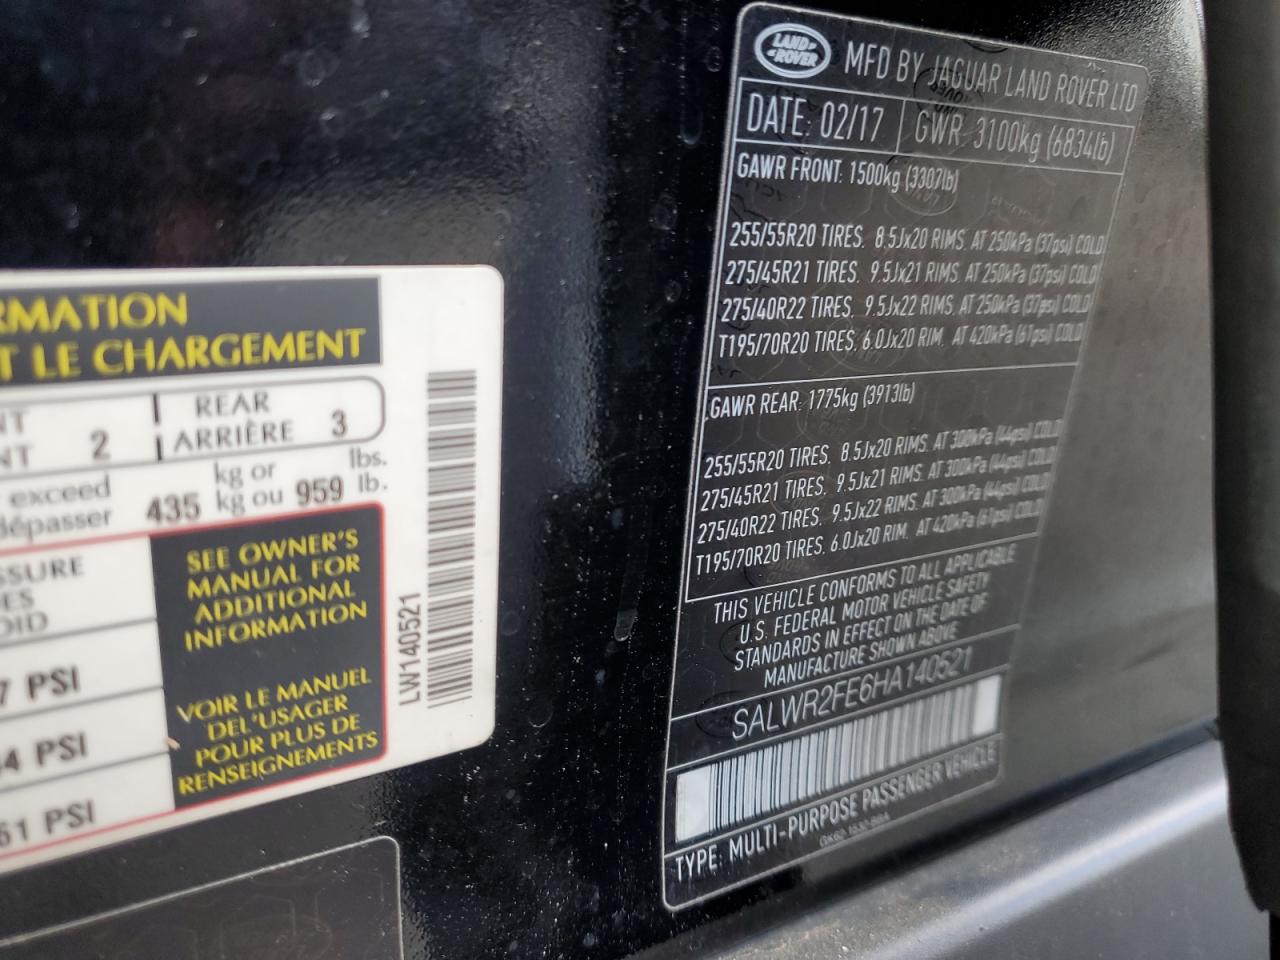 RMATION
T LE CHARGEMENT
NT 2 REAR
NT ARRIÈRE 3
exceed 435 kg or 959 lbs.
dépasser kg ou lb.
SSURE
ES
OID
7 PSI
4 PSI
61 PSI
SEE OWNER'S
MANUAL FOR
ADDITIONAL
INFORMATION
VOIR LE MANUEL
DEL'USAGER
POUR PLUS DE
RENSEIGNEMENTS
LW140521
LAND ROVER
MFD BY JAGUAR LAND ROVER LTD
DATE: 02/17 GWR 3100kg (6834lb)
GAWR FRONT: 1500kg (3307lb)
255/55R20 TIRES. 8.5Jx20 RIMS. AT 250kPa (37psi) COLD
275/45R21 TIRES. 9.5Jx21 RIMS. AT 250kPa (37psi) COLD
275/40R22 TIRES. 9.5Jx22 RIMS. AT 250kPa (37psi) COLD
T195/70R20 TIRES. 6.0Jx20 RIM. AT 420kPa (61psi) COLD
GAWR REAR: 1775kg (3913lb)
255/55R20 TIRES. 8.5Jx20 RIMS. AT 300kPa (44psi) COLD
275/45R21 TIRES. 9.5Jx21 RIMS. AT 300kPa (44psi) COLD
275/40R22 TIRES. 9.5Jx22 RIMS. AT 300kPa (44psi) COLD
T195/70R20 TIRES. 6.0Jx20 RIM. AT 420kPa (61psi) COLD
THIS VEHICLE CONFORMS TO ALL APPLICABLE
U.S. FEDERAL MOTOR VEHICLE SAFETY
STANDARDS IN EFFECT ON THE DATE OF
MANUFACTURE SHOWN ABOVE
SALWR2FE6HA140521
TYPE: MULTI-PURPOSE PASSENGER VEHICLE